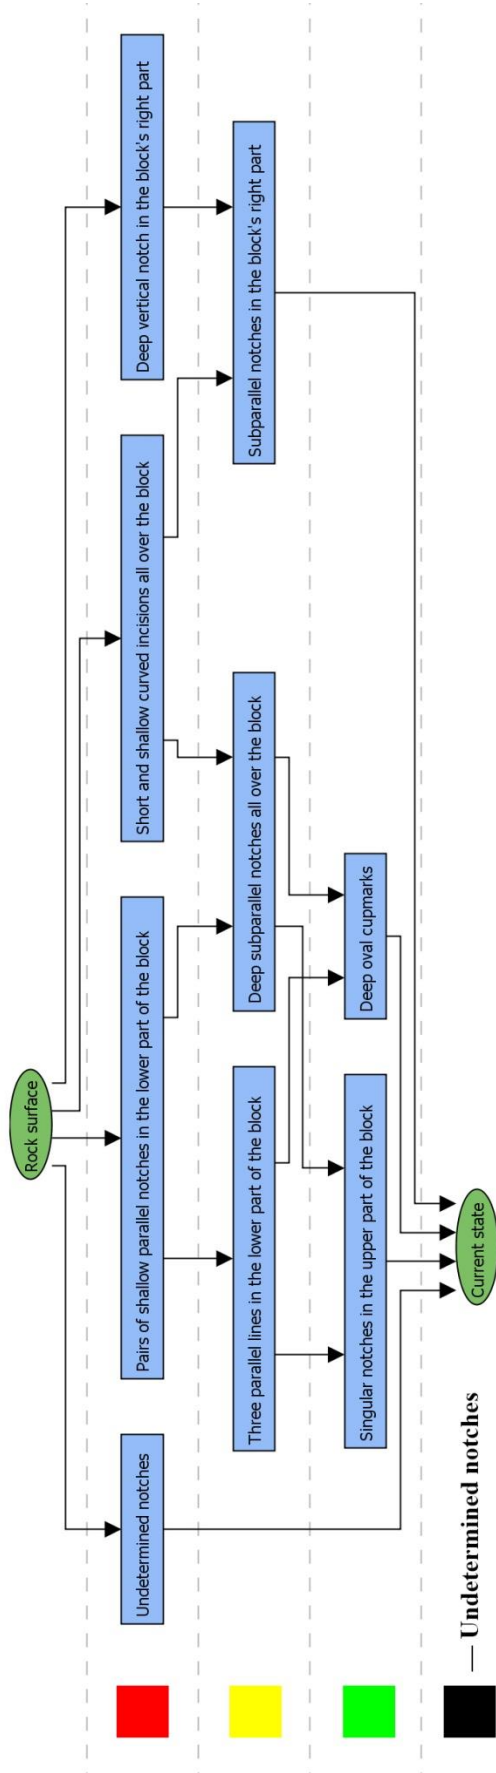 Rock surface
Undetermined notches
Pairs of shallow parallel notches in the lower part of the block
Short and shallow curved incisions all over the block
Deep vertical notch in the block's right part
Three parallel lines in the lower part of the block
Deep subparallel notches all over the block
Subparallel notches in the block's right part
Singular notches in the upper part of the block
Deep oval cupmarks
— Undetermined notches
Current state